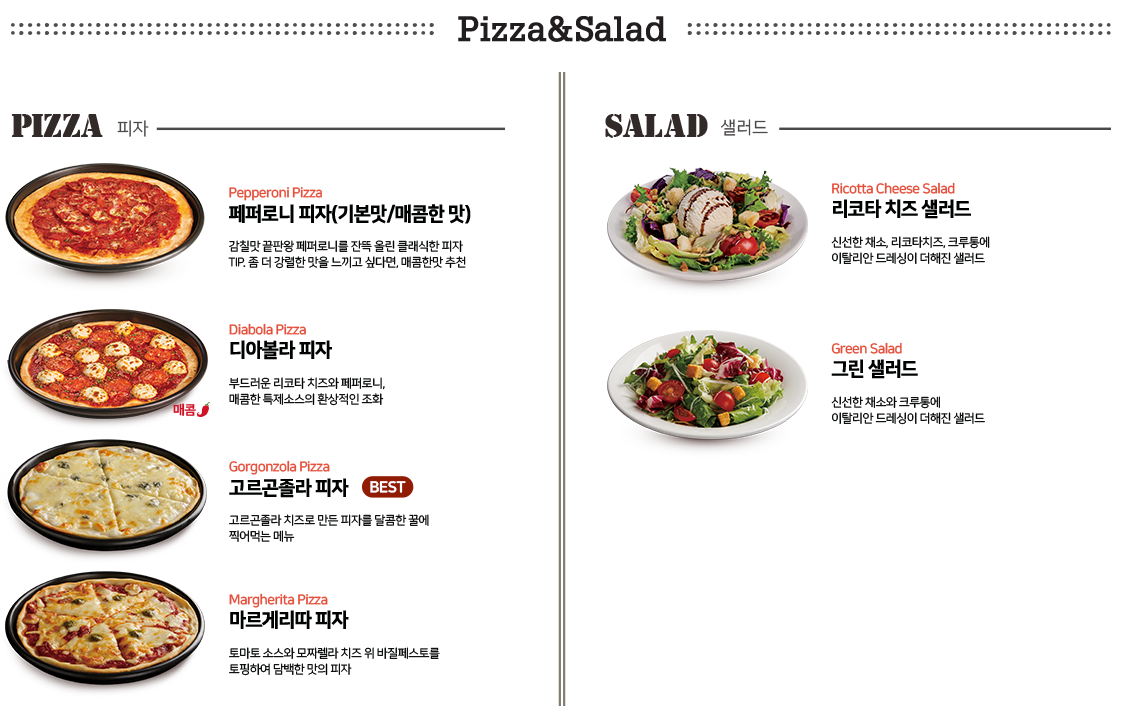 Pizza&Salad
PIZZA 피자
Pepperoni Pizza
페퍼로니 피자(기본맛/매콤한 맛)
감칠맛 끝판왕 페퍼로니를 잔뜩 올린 클래식한 피자
TIP. 좀 더 강렬한 맛을 느끼고 싶다면, 매콤한맛 추천
Diabola Pizza
디아볼라 피자
부드러운 리코타 치즈와 페퍼로니,
매콤한 특제소스의 환상적인 조화
매콤
Gorgonzola Pizza
고르곤졸라 피자 BEST
고르곤졸라 치즈로 만든 피자를 달콤한 꿀에
찍어먹는 메뉴
Margherita Pizza
마르게리따 피자
토마토 소스와 모짜렐라 치즈 위 바질페스토를
토핑하여 담백한 맛의 피자
SALAD 샐러드
Ricotta Cheese Salad
리코타 치즈 샐러드
신선한 채소, 리코타치즈, 크루통에
이탈리안 드레싱이 더해진 샐러드
Green Salad
그린 샐러드
신선한 채소와 크루통에
이탈리안 드레싱이 더해진 샐러드